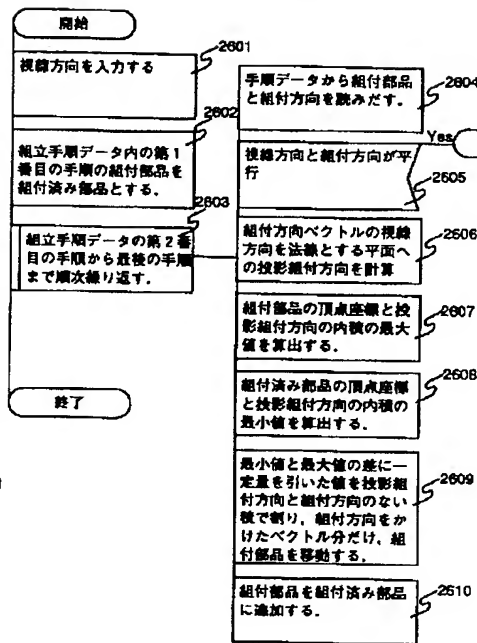 開始
2601
視線方向を入力する
2602
組立手順データ内の第1
番目の手順の組付部品を
組付済み部品とする。
2603
組立手順データの第2番
目の手順から最後の手順
まで順次繰り返す。
終了
2604
手順データから組付部品
と組付方向を読みだす。
Yes
視線方向と組付方向が平
行
2605
組付方向ベクトルの視線
方向を法線とする平面へ
の投影組付方向を計算
2606
組付部品の頂点座標と投
影組付方向の内積の最大
値を算出する。
2607
組付済み部品の頂点座標
と投影組付方向の内積の
最小値を算出する。
2608
最小値と最大値の差に一
定量を引いた値を投影組
付方向と組付方向のない
積で割り，組付方向をか
けたベクトル分だけ，組
付部品を移動する。
2609
組付部品を組付済み部品
に追加する。
2610